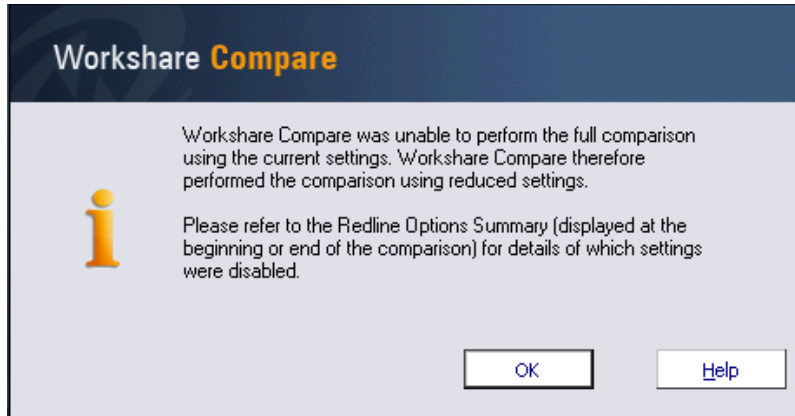 Workshare Compare
Workshare Compare was unable to perform the full comparison
using the current settings. Workshare Compare therefore
performed the comparison using reduced settings.
Please refer to the Redline Options Summary (displayed at the
beginning or end of the comparison) for details of which settings
were disabled.
OK
Help